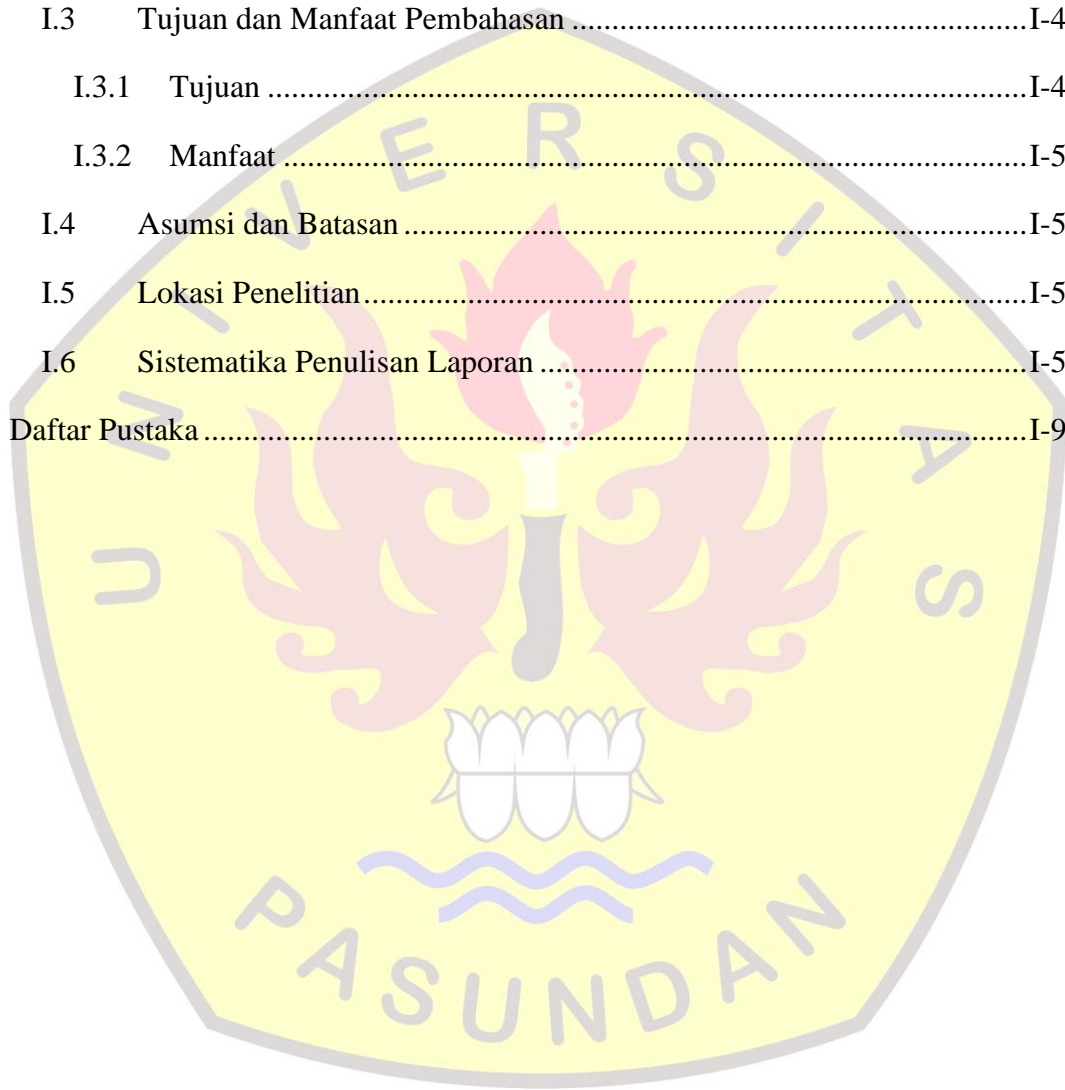 I.3 Tujuan dan Manfaat Pembahasan ............................................................I-4
I.3.1 Tujuan ....................................................................................................I-4
I.3.2 Manfaat...................................................................................................I-5
I.4 Asumsi dan Batasan ...................................................................................I-5
I.5 Lokasi Penelitian........................................................................................I-5
I.6 Sistematika Penulisan Laporan .................................................................I-5
Daftar Pustaka .............................................................................................................I-9
UNIVERSITAS
PASUNDAN